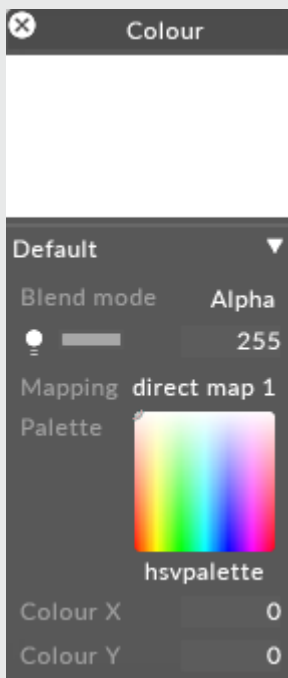 Colour
Default
Blend mode Alpha
255
Mapping direct map 1
Palette
hsvpalette
Colour X 0
Colour Y 0